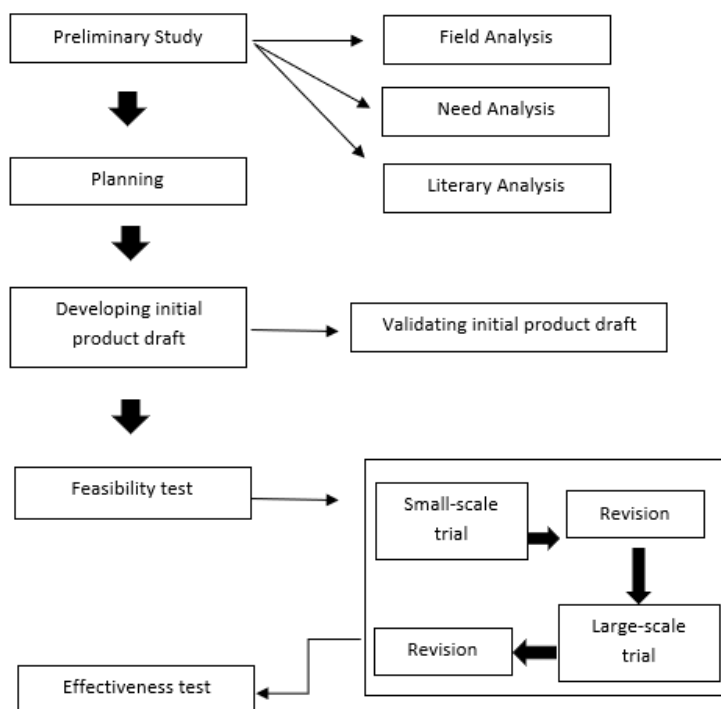 Preliminary Study
Field Analysis
Need Analysis
Planning
Literary Analysis
Developing initial
product draft
Validating initial product draft
Feasibility test
Small-scale
trial
Revision
Large-scale
trial
Revision
Effectiveness test